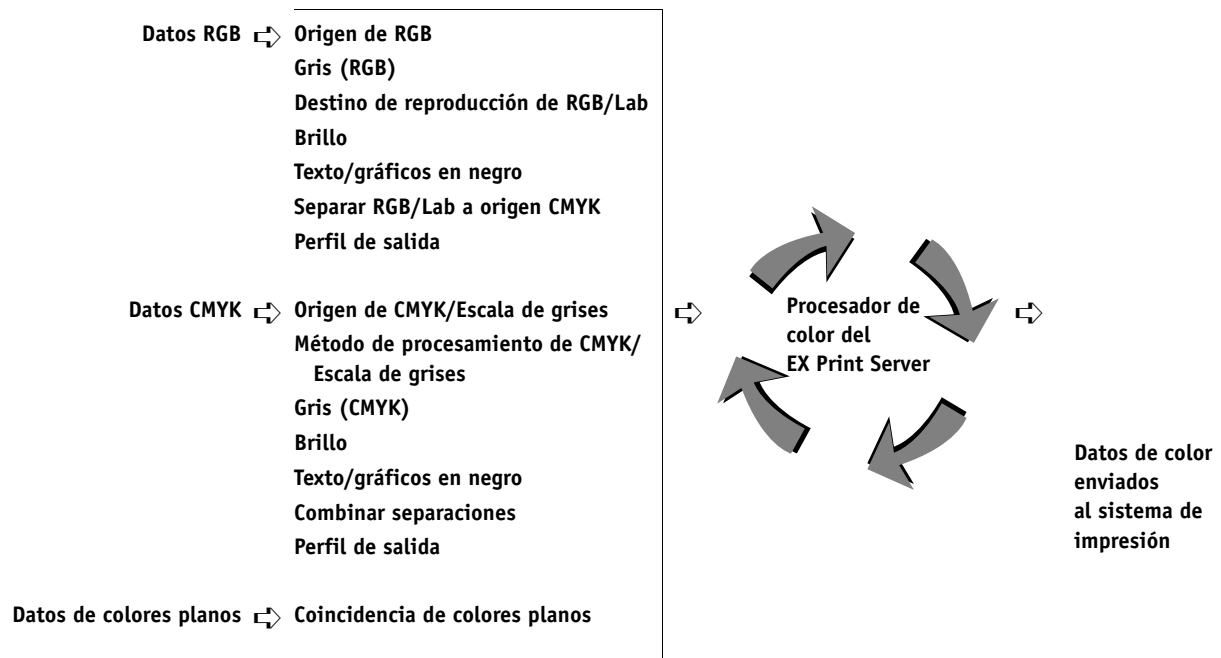 Datos RGB
Origen de RGB
Gris (RGB)
Destino de reproducción de RGB/Lab
Brillo
Texto/gráficos en negro
Separar RGB/Lab a origen CMYK
Perfil de salida
Datos CMYK
Origen de CMYK/Escala de grises
Método de procesamiento de CMYK/
Escala de grises
Gris (CMYK)
Brillo
Texto/gráficos en negro
Combinar separaciones
Perfil de salida
Datos de colores planos
Coincidencia de colores planos
Procesador de
color del
EX Print Server
Datos de color
enviados
al sistema de
impresión